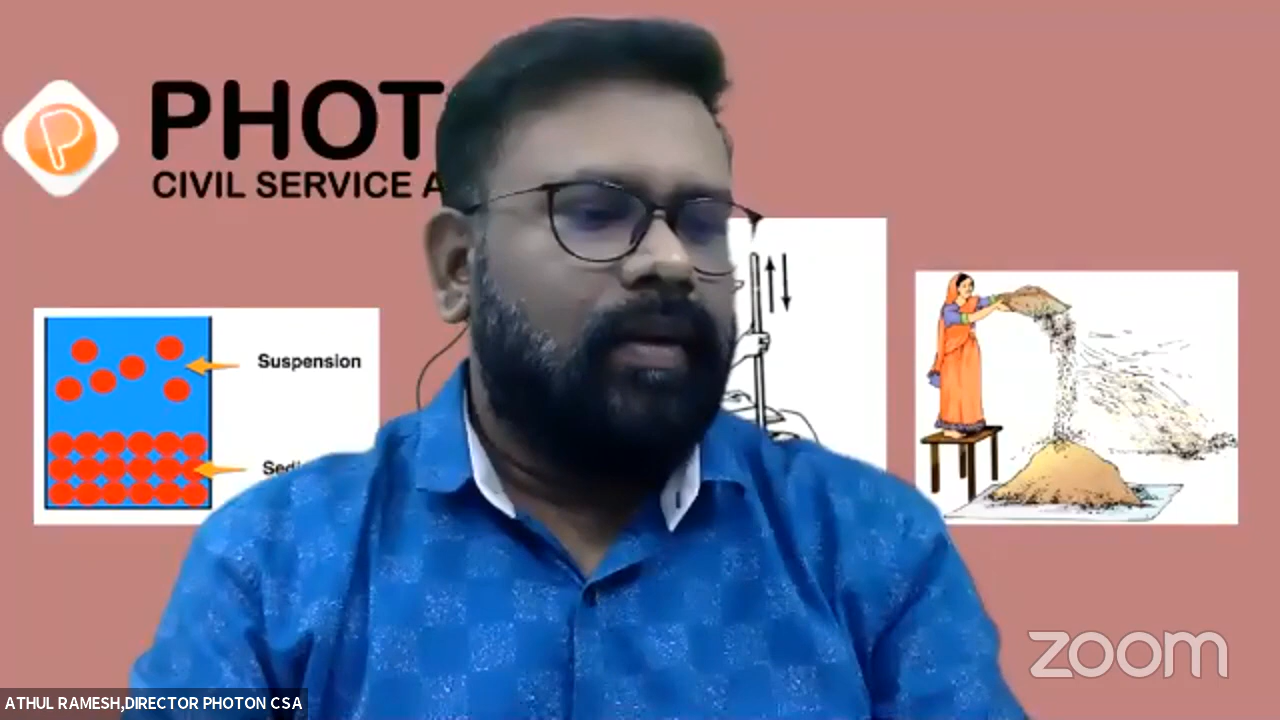 PHOT
CIVIL SERVICE A
Suspension
Sedi
zoom
ATHUL RAMESH,DIRECTOR PHOTON CSA